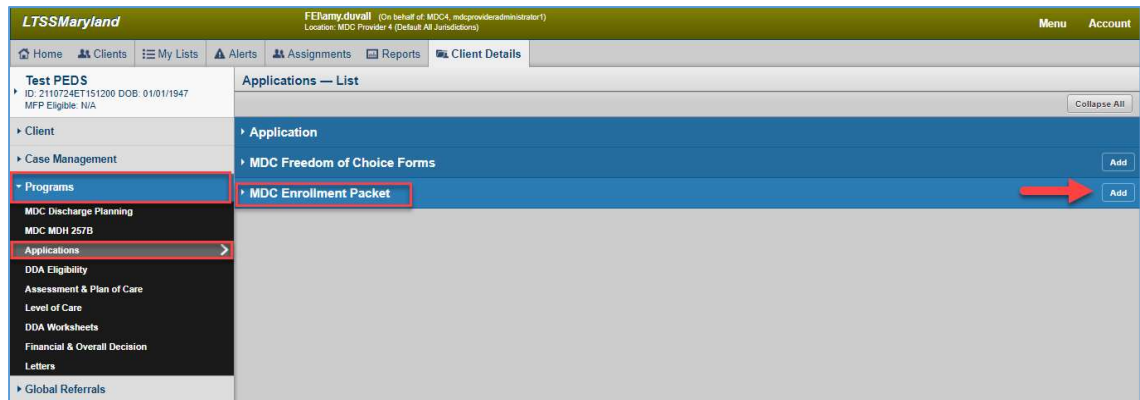 LTSSMaryland
FEI\amy.duvall (On behalf of: MDC4, mdcprovideradministrator1)
Location: MDC Provider 4 (Default All Jurisdictions)
Menu Account
Home Clients My Lists Alerts Assignments Reports Client Details
Test PEDS
ID: 2110724ET151200 DOB: 01/01/1947
MFP Eligible: N/A
Applications — List
Collapse All
Client
Case Management
Programs
MDC Discharge Planning
MDC MDH 257B
Applications
DDA Eligibility
Assessment & Plan of Care
Level of Care
DDA Worksheets
Financial & Overall Decision
Letters
Global Referrals
Application
MDC Freedom of Choice Forms Add
MDC Enrollment Packet Add